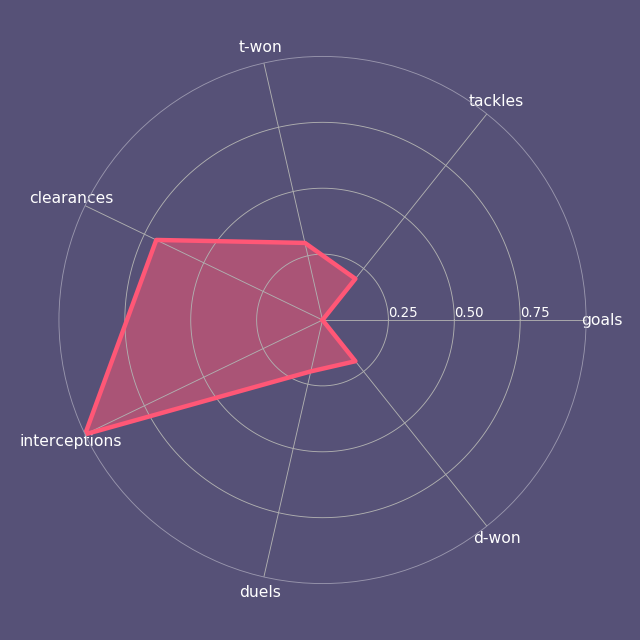 t-won
tackles
clearances
0.25 0.50 0.75
goals
interceptions
d-won
duels